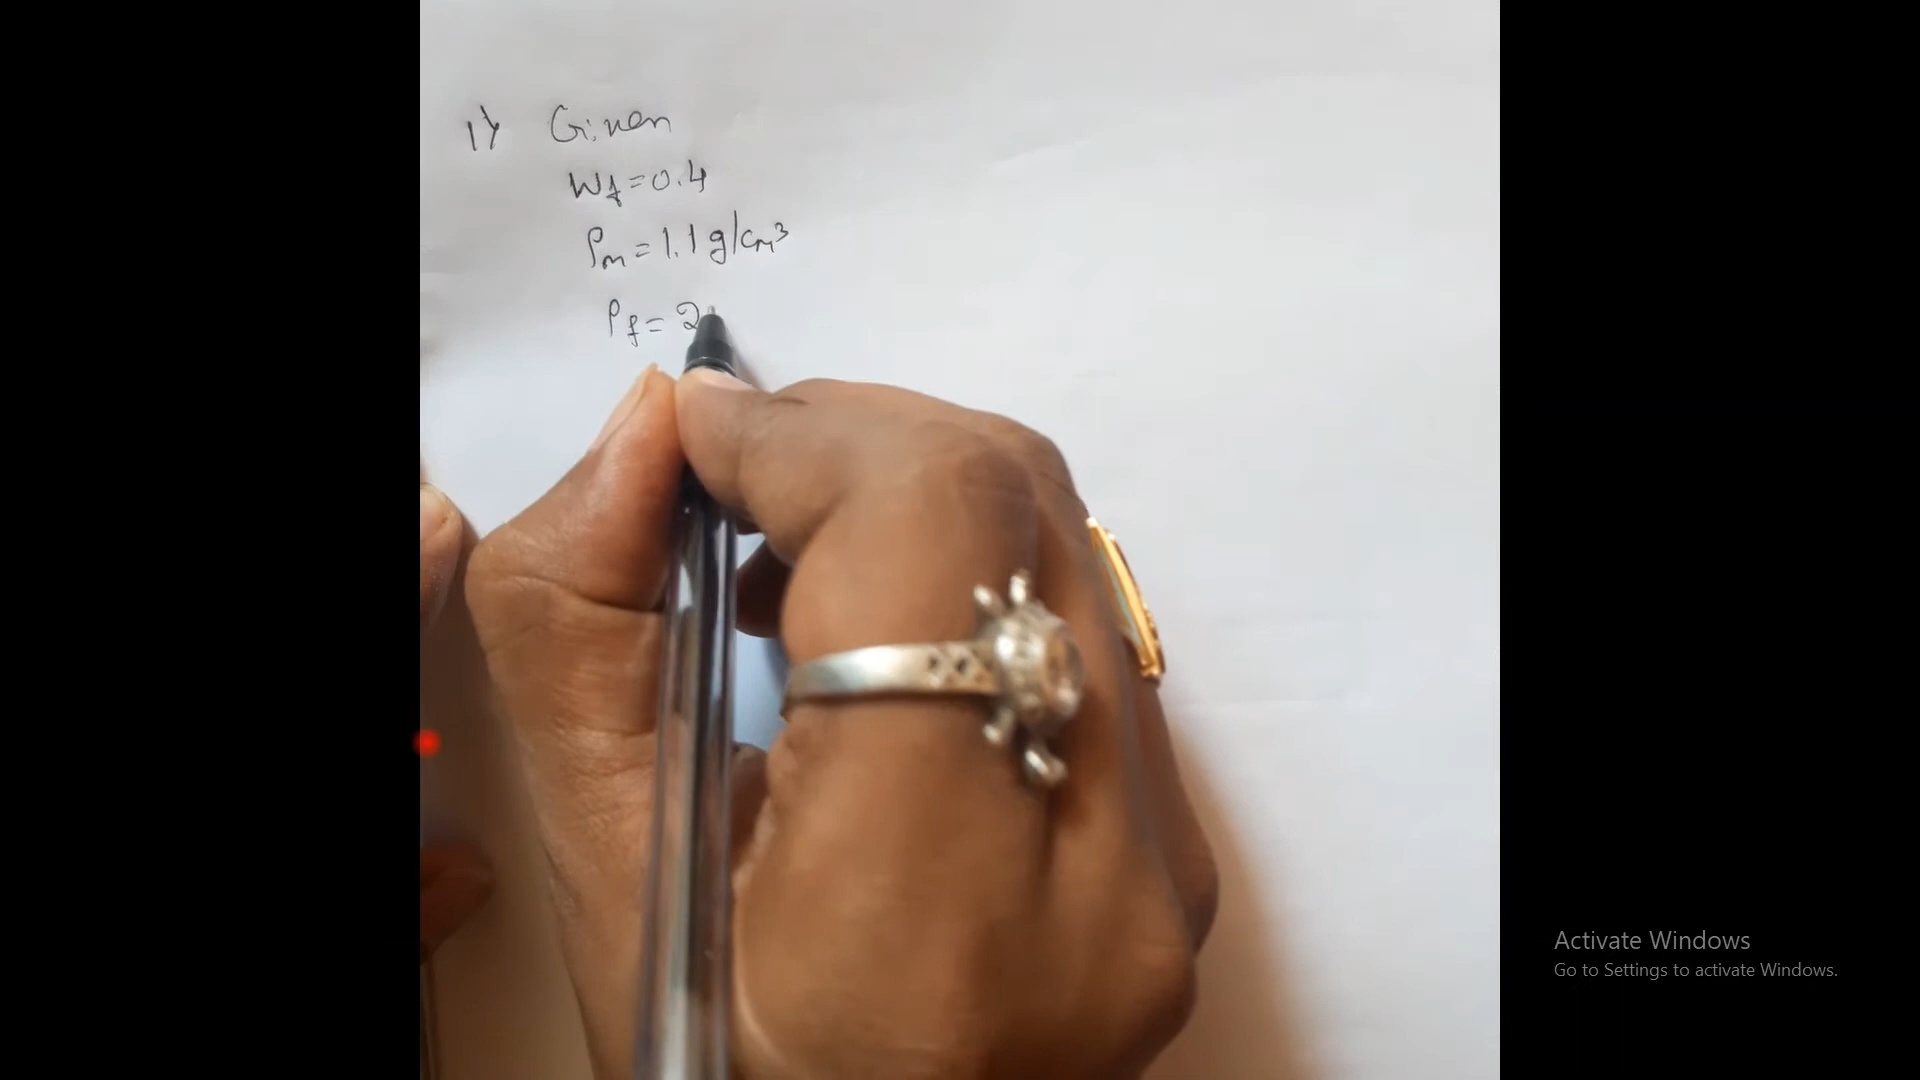 1) Given
Wf = 0.4
ρm = 1.1 g/cm³
ρf = 2
Activate Windows
Go to Settings to activate Windows.